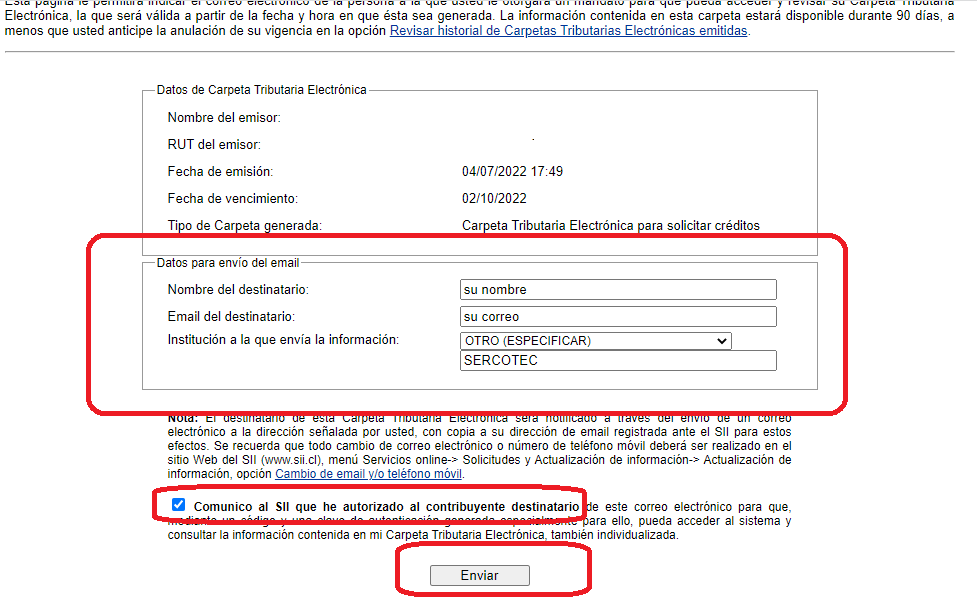 Esta página le permitirá indicar el correo electrónico de la persona a la que usted le otorgará un mandato para que pueda acceder y revisar su Carpeta Tributaria
Electrónica, la que será válida a partir de la fecha y hora en que ésta sea generada. La información contenida en esta carpeta estará disponible durante 90 días, a
menos que usted anticipe la anulación de su vigencia en la opción Revisar historial de Carpetas Tributarias Electrónicas emitidas.
Datos de Carpeta Tributaria Electrónica
Nombre del emisor:
RUT del emisor:
Fecha de emisión: 04/07/2022 17:49
Fecha de vencimiento: 02/10/2022
Tipo de Carpeta generada: Carpeta Tributaria Electrónica para solicitar créditos
Datos para envío del email
Nombre del destinatario: su nombre
Email del destinatario: su correo
Institución a la que envía la información: OTRO (ESPECIFICAR)
SERCOTEC
Nota: El destinatario de esta Carpeta Tributaria Electrónica será notificado a través del envío de un correo
electrónico a la dirección señalada por usted, con copia a su dirección de email registrada ante el SII para estos
efectos. Se recuerda que todo cambio de correo electrónico o número de teléfono móvil deberá ser realizado en el
sitio Web del SII (www.sii.cl), menú Servicios online-> Solicitudes y Actualización de información-> Actualización de
información, opción Cambio de email y/o teléfono móvil.
Comunico al SII que he autorizado al contribuyente destinatario de este correo electrónico para que,
mediante un código y una clave de autentificación generada especialmente para ello, pueda acceder al sistema y
consultar la información contenida en mi Carpeta Tributaria Electrónica, también individualizada.
Enviar